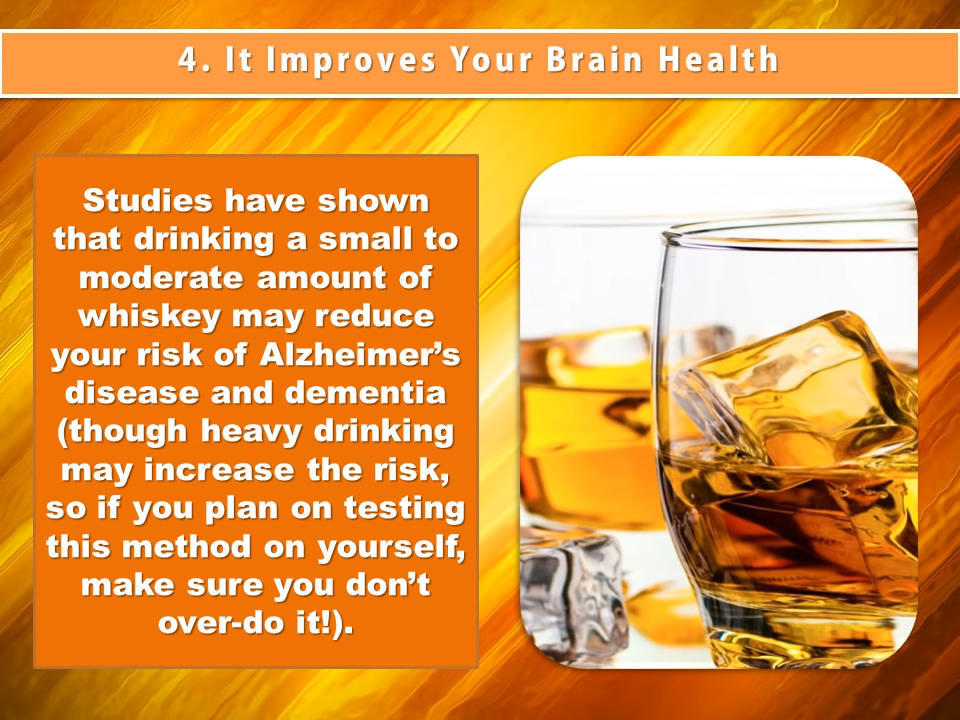 4. It Improves Your Brain Health
Studies have shown
that drinking a small to
moderate amount of
whiskey may reduce
your risk of Alzheimer’s
disease and dementia
(though heavy drinking
may increase the risk,
so if you plan on testing
this method on yourself,
make sure you don’t
over-do it!).